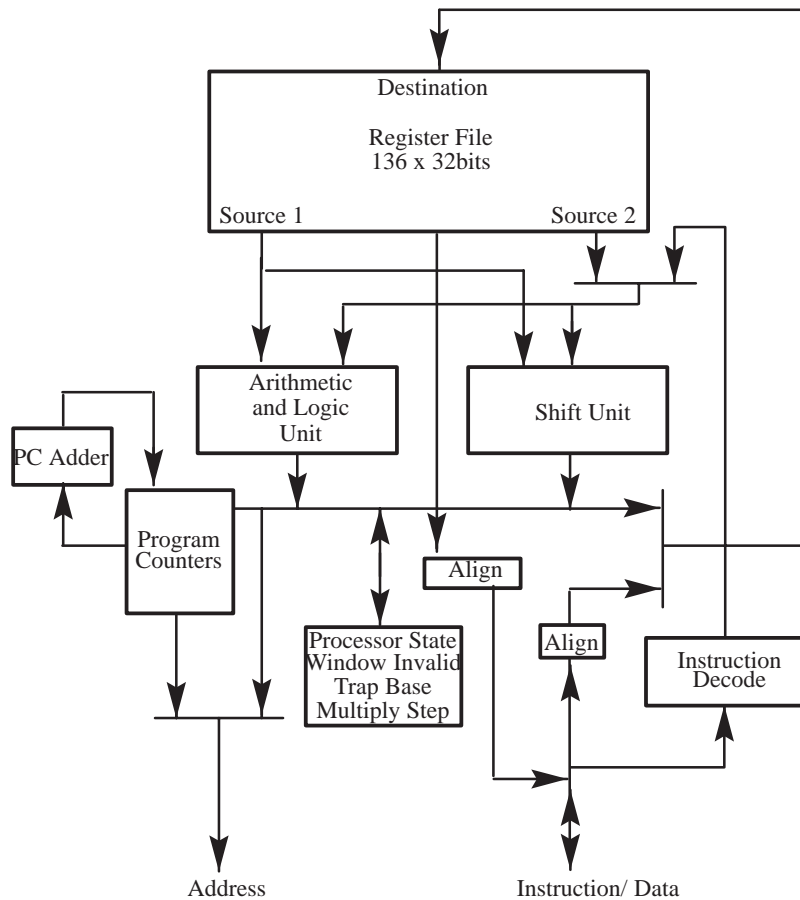 Destination
Register File
136 x 32bits
Source 1
Source 2
Arithmetic
and Logic
Unit
Shift Unit
PC Adder
Program
Counters
Align
Processor State
Window Invalid
Trap Base
Multiply Step
Align
Instruction
Decode
Address
Instruction/ Data